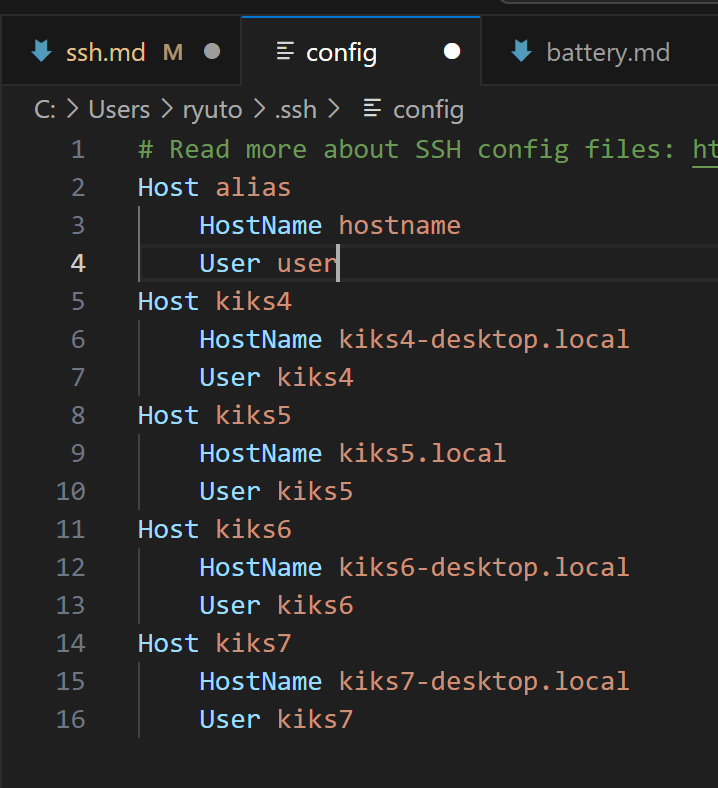 ssh.md M config battery.md
C: > Users > ryuto > .ssh > config
1 # Read more about SSH config files: ht
2 Host alias
3 HostName hostname
4 User user
5 Host kiks4
6 HostName kiks4-desktop.local
7 User kiks4
8 Host kiks5
9 HostName kiks5.local
10 User kiks5
11 Host kiks6
12 HostName kiks6-desktop.local
13 User kiks6
14 Host kiks7
15 HostName kiks7-desktop.local
16 User kiks7